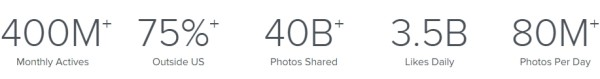 400M+ 75%+ 40B+ 3.5B 80M+
Monthly Actives Outside US Photos Shared Likes Daily Photos Per Day